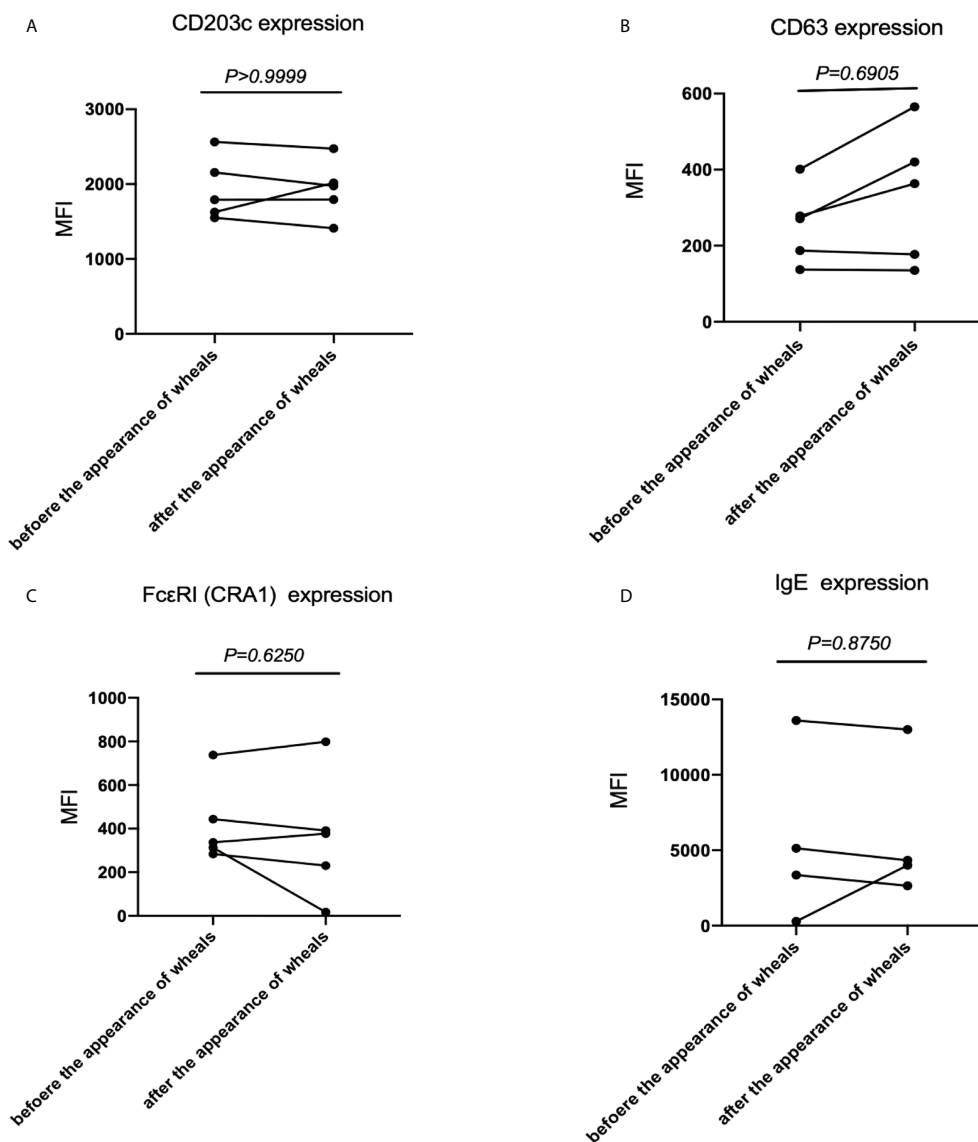 A
CD203c expression
P>0.9999
3000
2000
1000
0
MFI
befoere the appearance of wheals
after the appearance of wheals
B
CD63 expression
P=0.6905
600
400
200
0
MFI
befoere the appearance of wheals
after the appearance of wheals
C
FcεRI (CRA1) expression
P=0.6250
1000
800
600
400
200
0
MFI
befoere the appearance of wheals
after the appearance of wheals
D
IgE expression
P=0.8750
15000
10000
5000
0
MFI
befoere the appearance of wheals
after the appearance of wheals